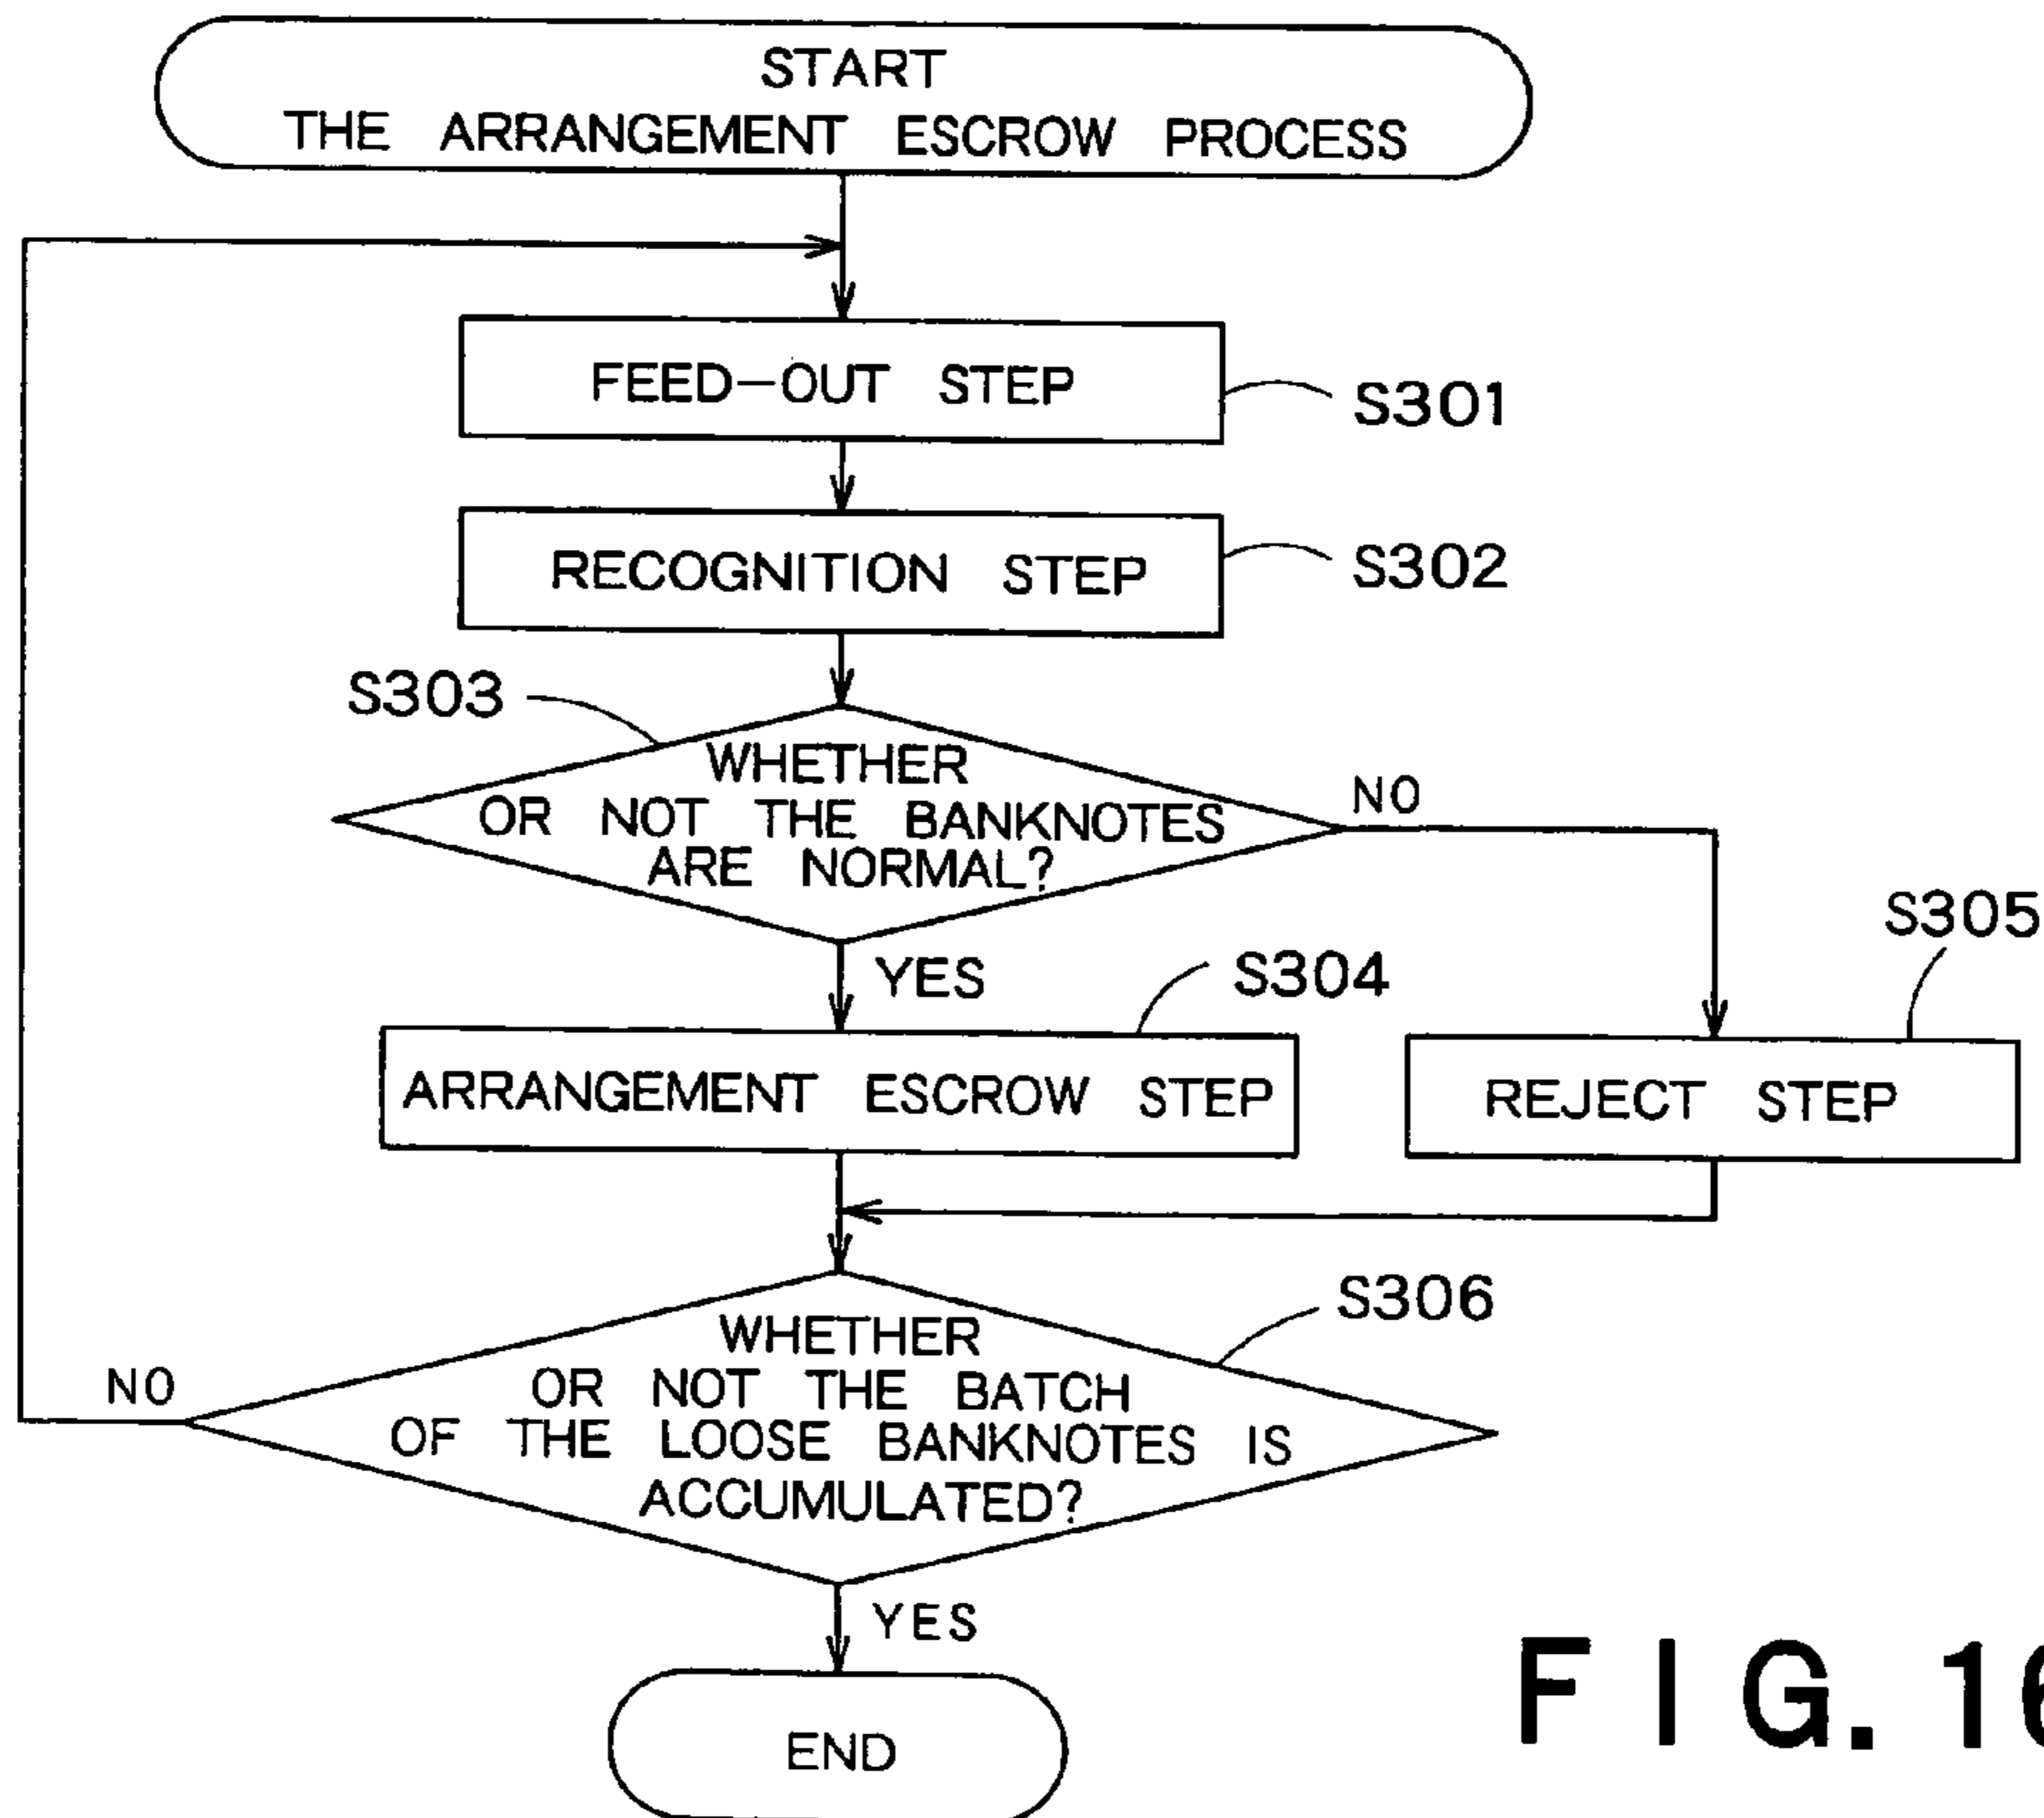 START
THE ARRANGEMENT ESCROW PROCESS
FEED-OUT STEP
S301
RECOGNITION STEP
S302
S303
WHETHER
OR NOT THE BANKNOTES
ARE NORMAL?
NO
YES
S304
S305
ARRANGEMENT ESCROW STEP
REJECT STEP
S306
WHETHER
OR NOT THE BATCH
OF THE LOOSE BANKNOTES IS
ACCUMULATED?
NO
YES
END
FIG. 16